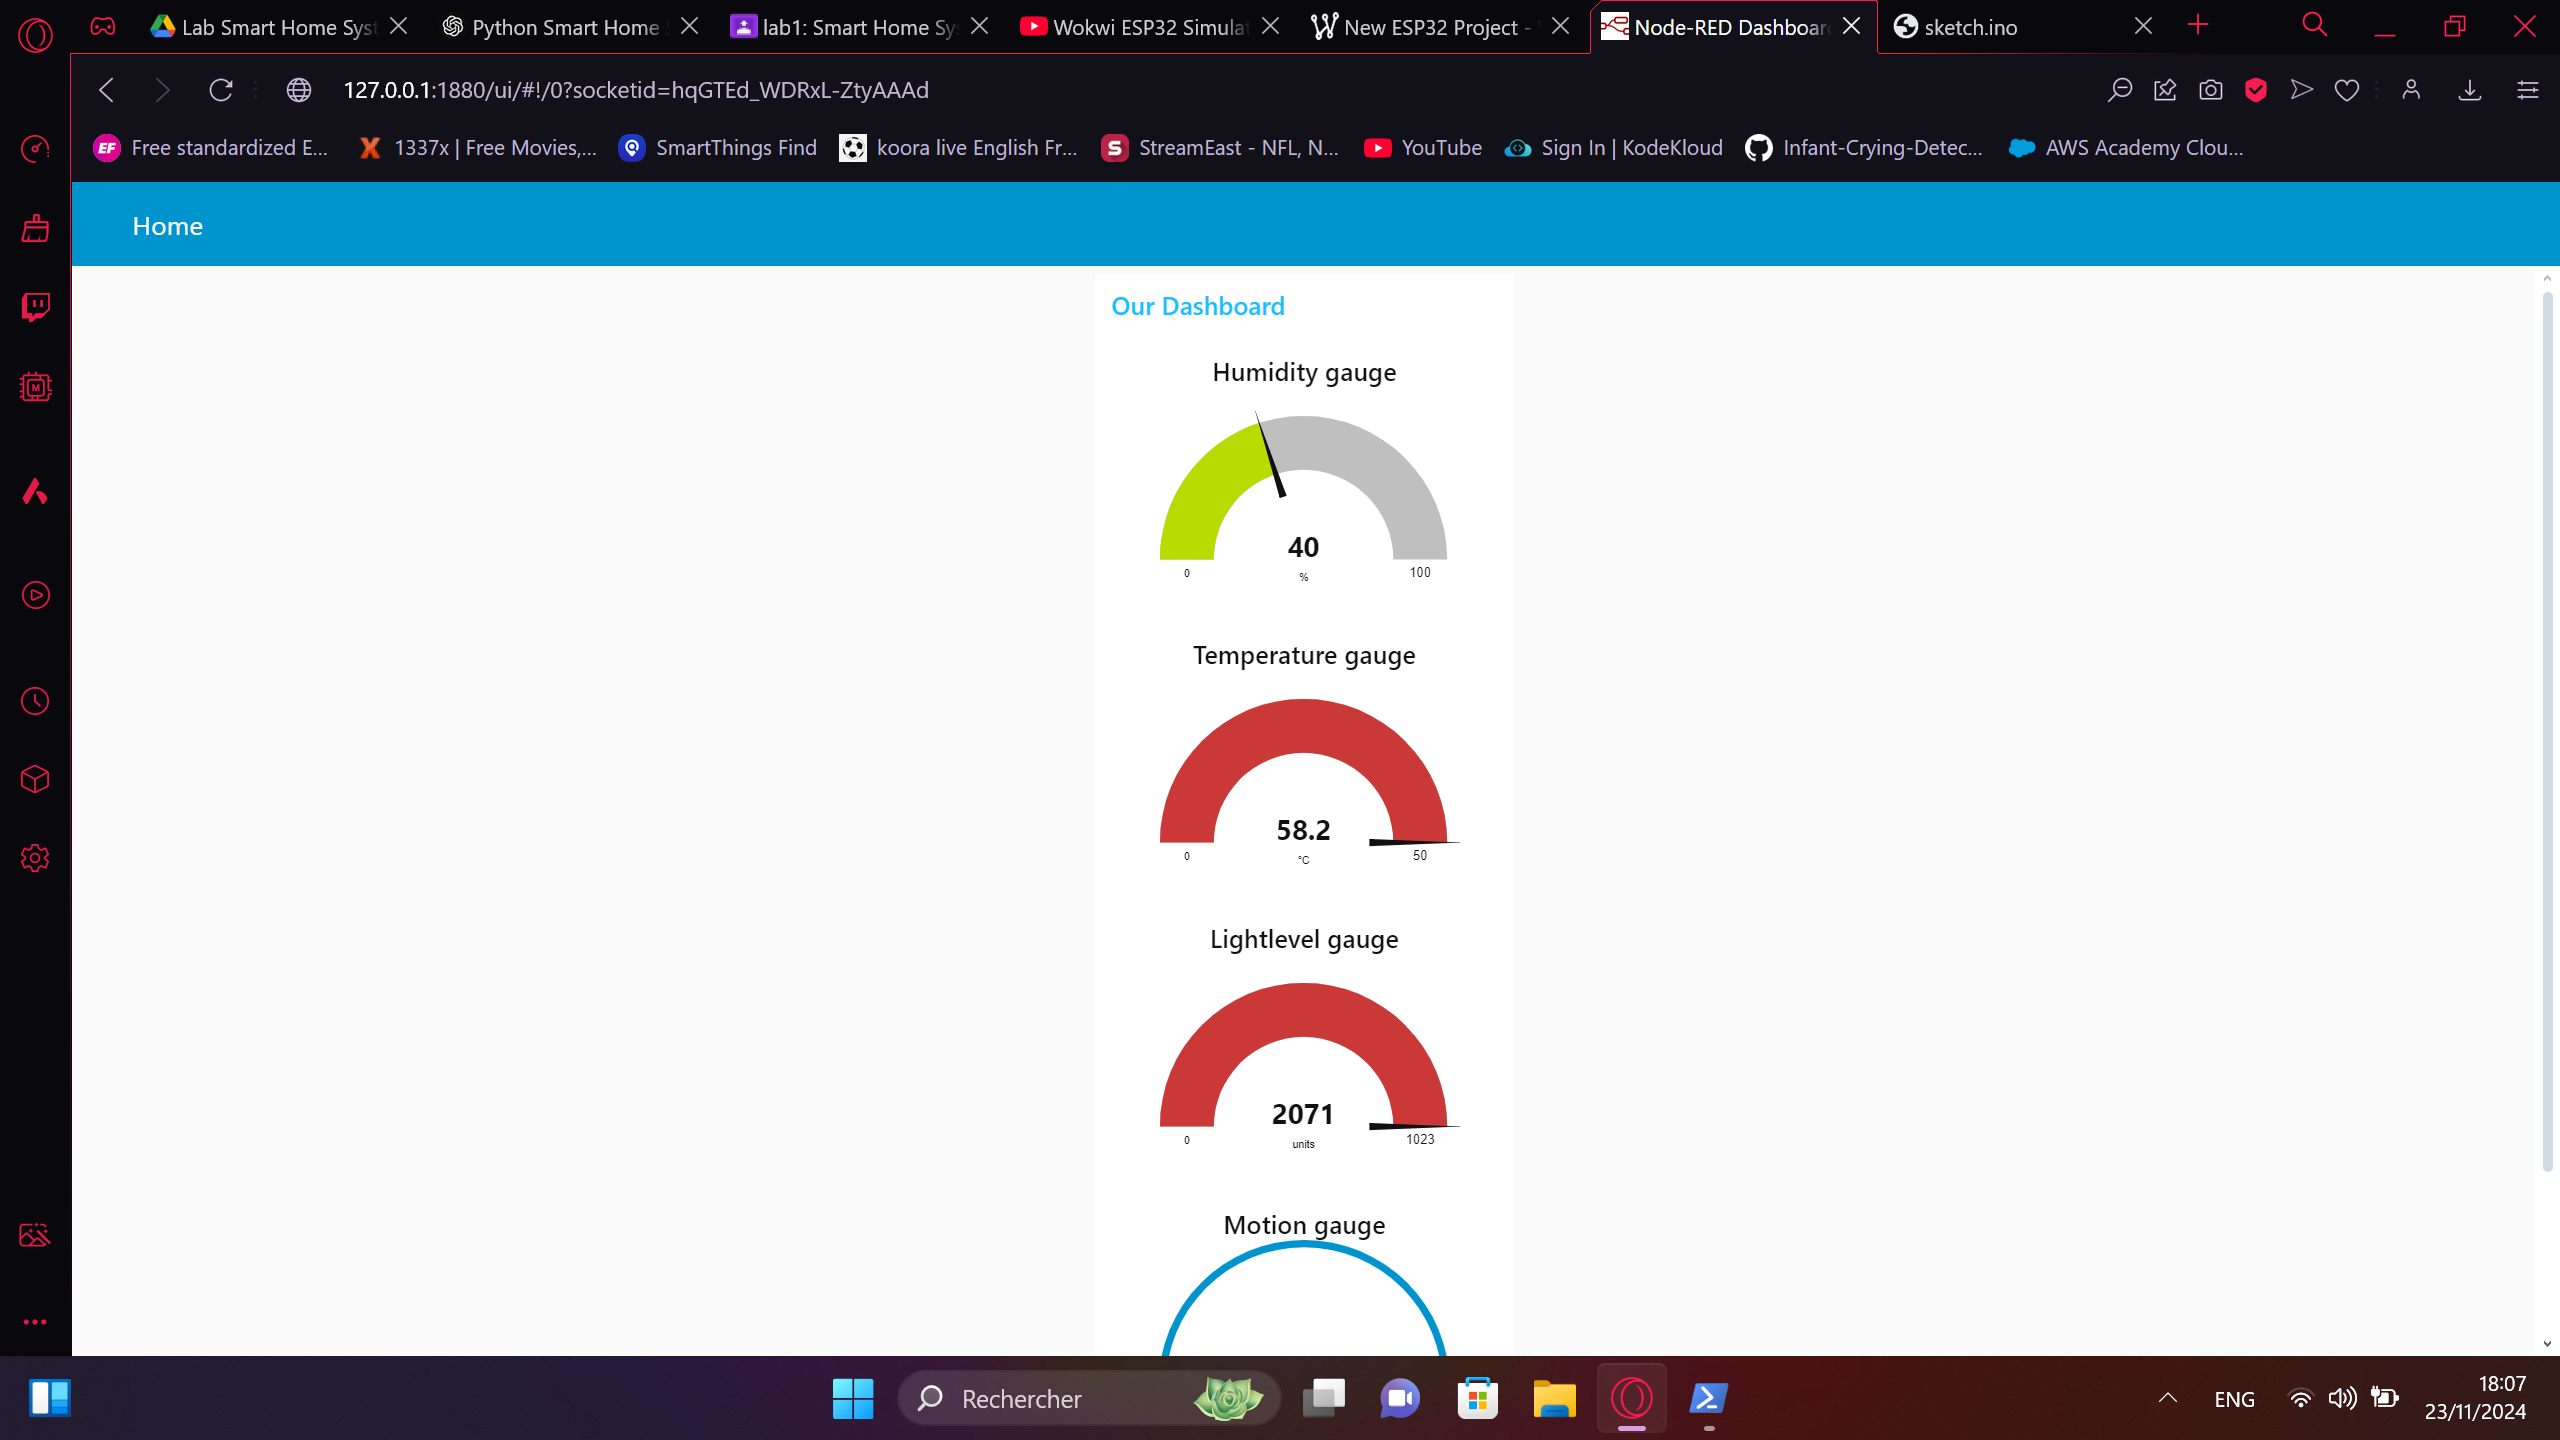 Lab Smart Home Syst
Python Smart Home
lab1: Smart Home Sy
Wokwi ESP32 Simulat
New ESP32 Project -
Node-RED Dashboar
sketch.ino
127.0.0.1:1880/ui/#!/0?socketid=hqGTEd_WDRxL-ZtyAAAd
EF Free standardized E...
1337x | Free Movies,...
SmartThings Find
koora live English Fr...
S StreamEast - NFL, N...
YouTube
Sign In | KodeKloud
Infant-Crying-Detec...
AWS Academy Clou...
Home
Our Dashboard
Humidity gauge
40
%
0
100
Temperature gauge
58.2
°C
0
50
Lightlevel gauge
2071
units
0
1023
Motion gauge
Rechercher
ENG
18:07
23/11/2024